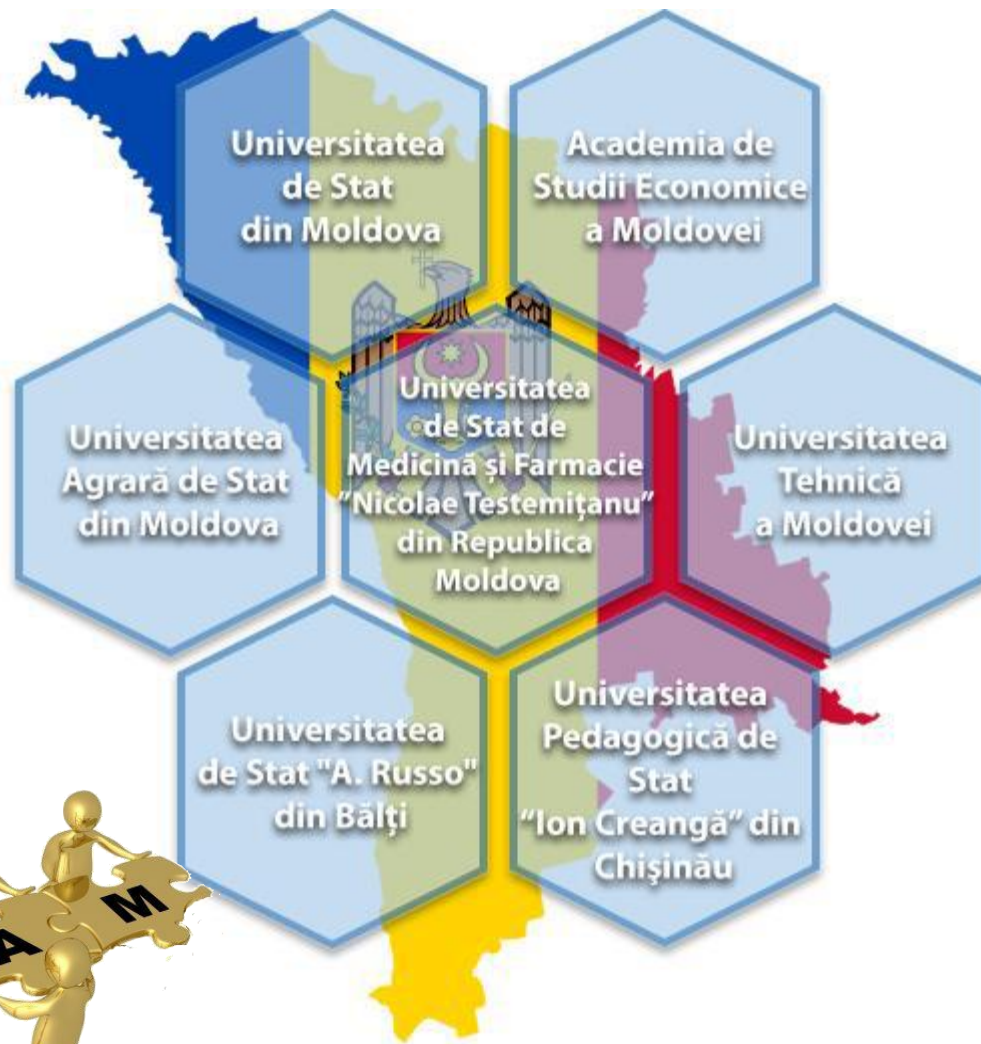 Universitatea
de Stat
din Moldova
Academia de
Studii Economice
a Moldovei
Universitatea
Agrară de Stat
din Moldova
Universitatea
de Stat de
Medicină și Farmacie
”Nicolae Testemițanu”
din Republica
Moldova
Universitatea
Tehnică
a Moldovei
Universitatea
de Stat "A. Russo"
din Bălți
Universitatea
Pedagogică de
Stat
“Ion Creangă” din
Chişinău
A M